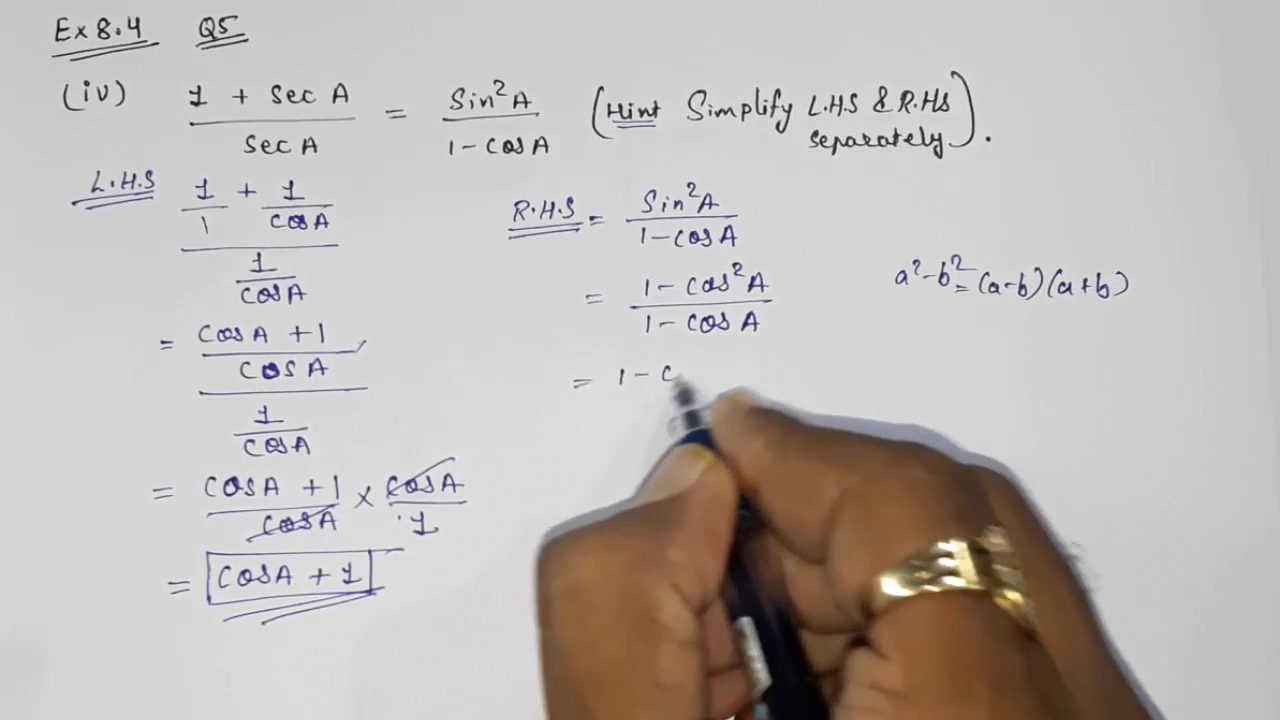 Ex 8.4 Q5
(iv) 1 + sec A / sec A = Sin²A / 1 - cos A (Hint Simplify L.H.S & R.H.S separately).
L.H.S 1/1 + 1/cos A / 1/cos A
= cos A + 1 / cos A / 1/cos A
= cos A + 1 / cos A × cos A / 1
= cos A + 1
R.H.S = Sin²A / 1 - cos A
= 1 - cos²A / 1 - cos A
= 1 - c
a² - b² = (a-b)(a+b)